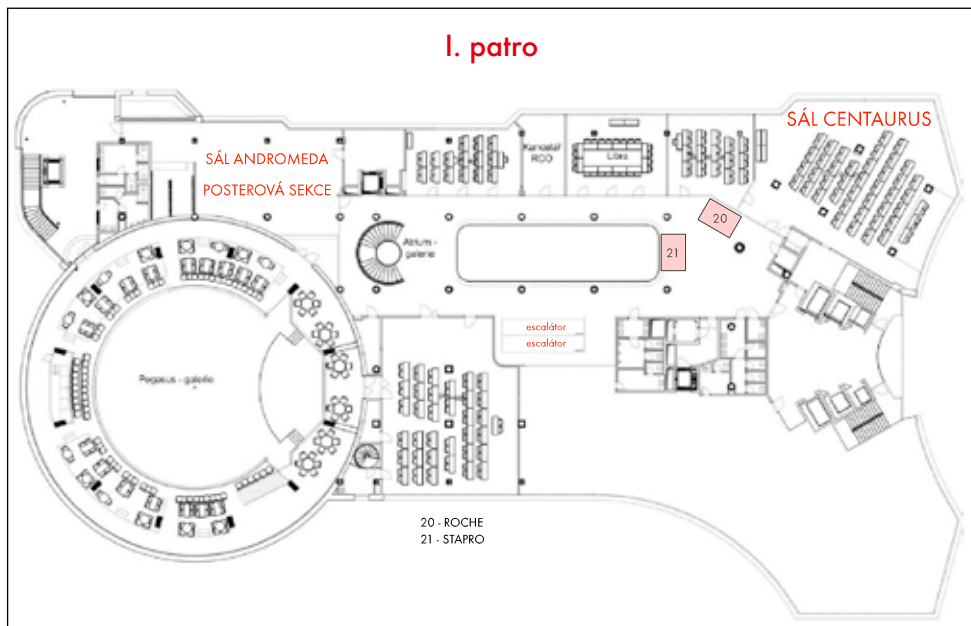 I. patro
SÁL CENTAURUS
SÁL ANDROMEDA
POSTEROVÁ SEKCE
Kancelář
RCO
Libra
20
Atrium -
galerie
21
escalátor
escalátor
Pegasus - galerie
20 - ROCHE
21 - STAPRO